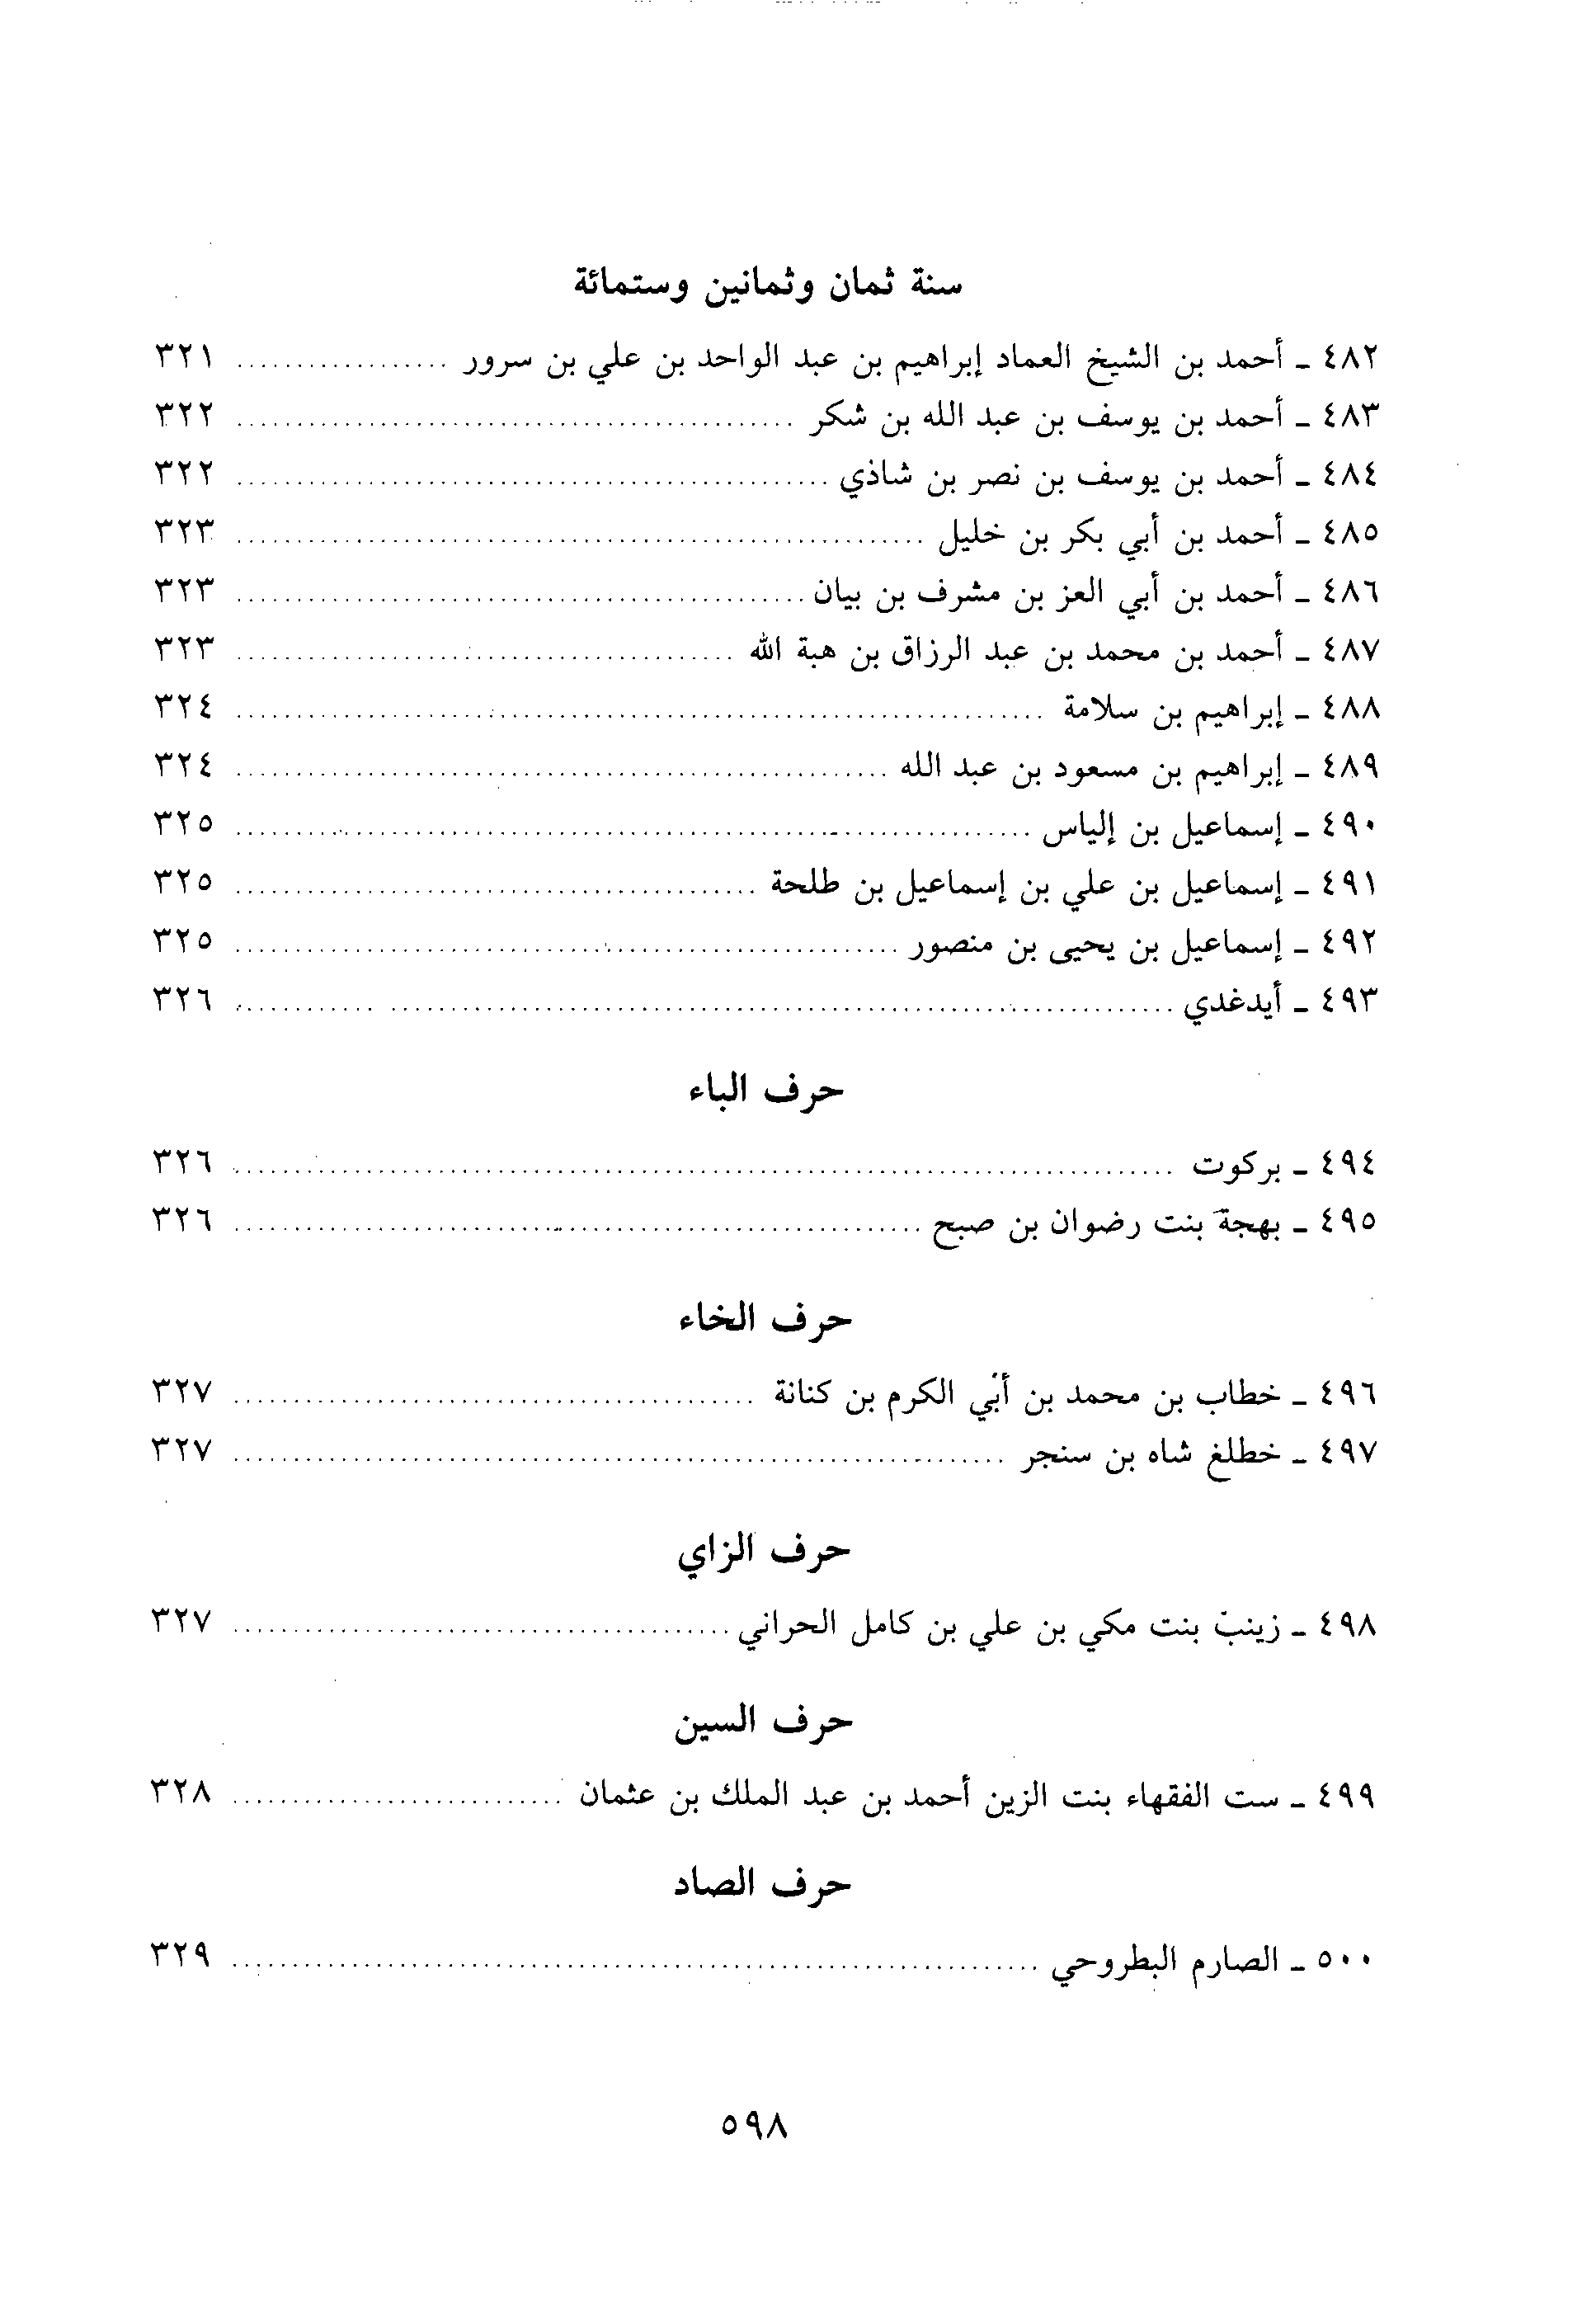 سنة ثمان وثمانين وستمائة
٤٨٢ ـ أحمد بن الشيخ العماد إبراهيم بن عبد الواحد بن علي بن سرور .................. ٣٢١
٤٨٣ ـ أحمد بن يوسف بن عبد الله بن شكر .................. ٣٢٢
٤٨٤ ـ أحمد بن يوسف بن نصر بن شاذي .................. ٣٢٢
٤٨٥ ـ أحمد بن أبي بكر بن خليل .................. ٣٢٣
٤٨٦ ـ أحمد بن أبي العز بن مشرف بن بيان .................. ٣٢٣
٤٨٧ ـ أحمد بن محمد بن عبد الرزاق بن هبة الله .................. ٣٢٣
٤٨٨ ـ إبراهيم بن سلامة .................. ٣٢٤
٤٨٩ ـ إبراهيم بن مسعود بن عبد الله .................. ٣٢٤
٤٩٠ ـ إسماعيل بن إلياس .................. ٣٢٥
٤٩١ ـ إسماعيل بن علي بن إسماعيل بن طلحة .................. ٣٢٥
٤٩٢ ـ إسماعيل بن يحيى بن منصور .................. ٣٢٥
٤٩٣ ـ أيدغدي .................. ٣٢٦
حرف الباء
٤٩٤ ـ بركوت .................. ٣٢٦
٤٩٥ ـ بهجة بنت رضوان بن صبح .................. ٣٢٦
حرف الخاء
٤٩٦ ـ خطاب بن محمد بن أبي الكرم بن كنانة .................. ٣٢٧
٤٩٧ ـ خطلغ شاه بن سنجر .................. ٣٢٧
حرف الزاي
٤٩٨ ـ زينب بنت مكي بن علي بن كامل الحراني .................. ٣٢٧
حرف السين
٤٩٩ ـ ست الفقهاء بنت الزين أحمد بن عبد الملك بن عثمان .................. ٣٢٨
حرف الصاد
٥٠٠ ـ الصارم البطروحي .................. ٣٢٩
٥٩٨